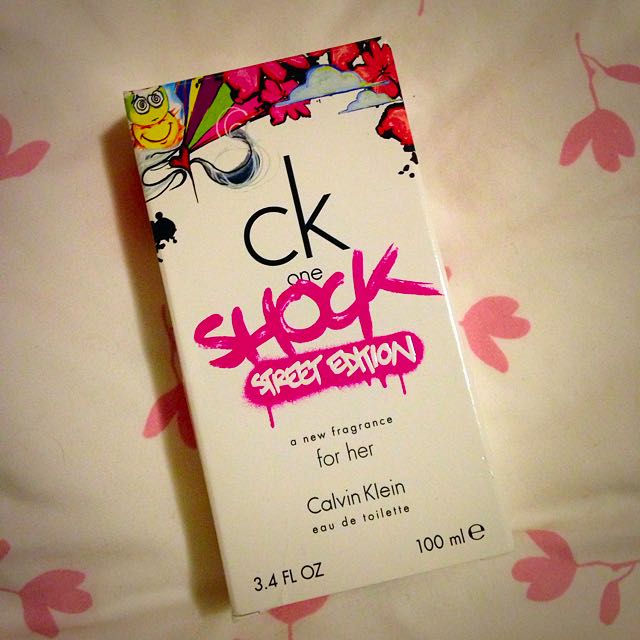 ck
one
SHOCK
STREET EDITION
a new fragrance
for her
Calvin Klein
eau de toilette
100 ml ℮
3.4 FL OZ